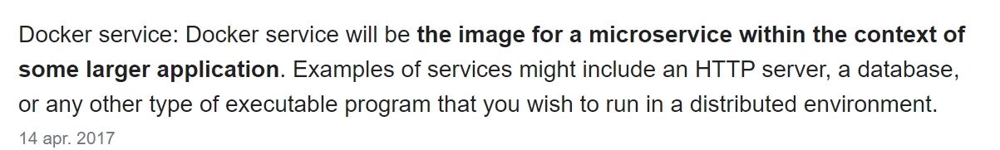 Docker service: Docker service will be the image for a microservice within the context of
some larger application. Examples of services might include an HTTP server, a database,
or any other type of executable program that you wish to run in a distributed environment.
14 apr. 2017